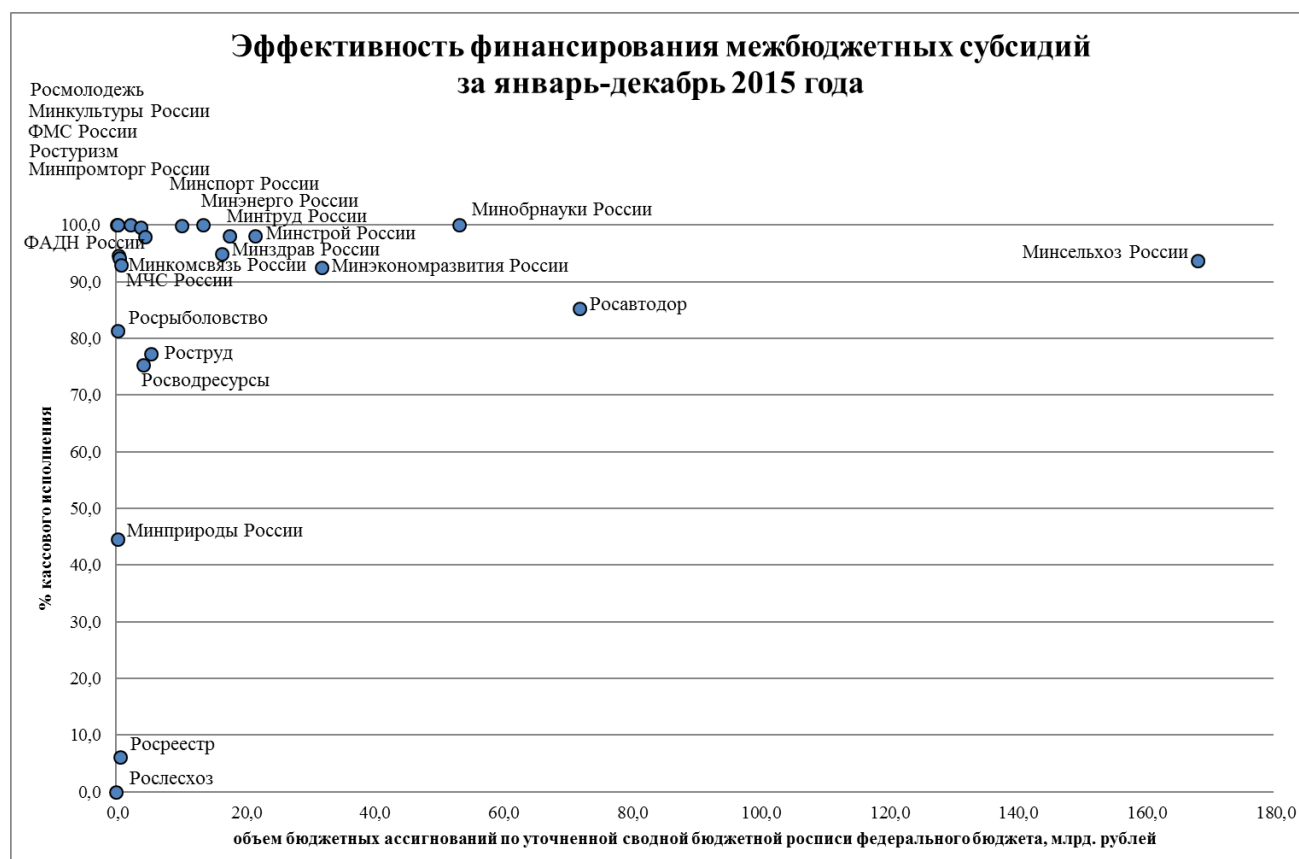 Эффективность финансирования межбюджетных субсидий
за январь-декабрь 2015 года
Росмолодежь
Минкультуры России
ФМС России
Ростуризм
Минпромторг России
Минспорт России
Минэнерго России
Минтруд России
Минобрнауки России
Минстрой России
ФАДН России
Минздрав России
Минсельхоз России
Минкомсвязь России
Минэкономразвития России
МЧС России
Росавтодор
Росрыболовство
Роструд
Росводресурсы
Минприроды России
Росреестр
Рослесхоз
% кассового исполнения
100,0
90,0
80,0
70,0
60,0
50,0
40,0
30,0
20,0
10,0
0,0
0,0 20,0 40,0 60,0 80,0 100,0 120,0 140,0 160,0 180,0
объем бюджетных ассигнований по уточненной сводной бюджетной росписи федерального бюджета, млрд. рублей